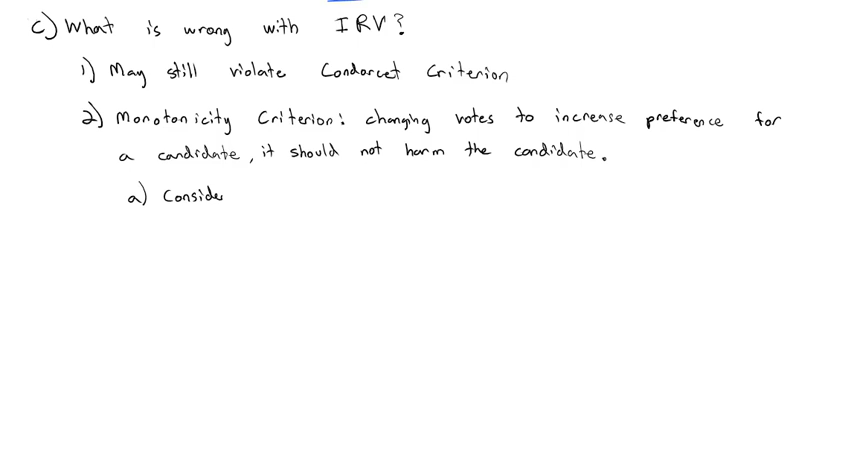 c) What is wrong with IRV?
1) May still violate Condorcet Criterion
2) Monotonicity Criterion: changing votes to increase preference for
a candidate, it should not harm the candidate.
a) Conside